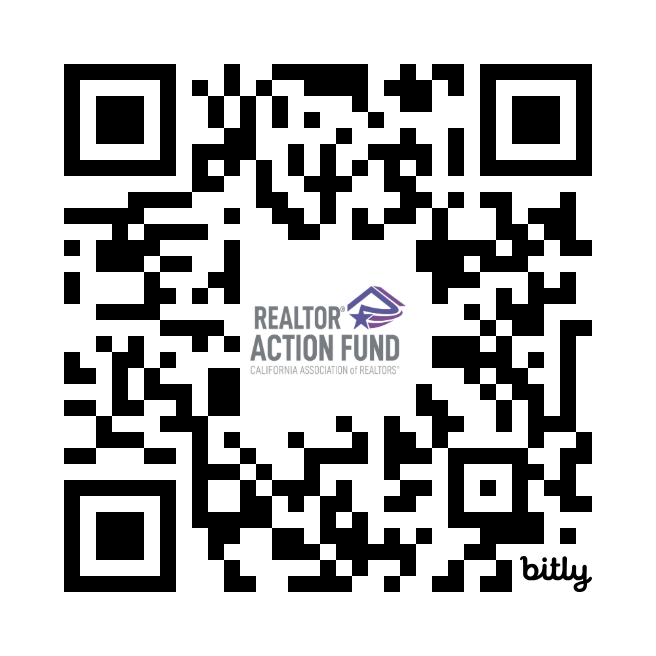 REALTOR®
ACTION FUND
CALIFORNIA ASSOCIATION of REALTORS®
bitly